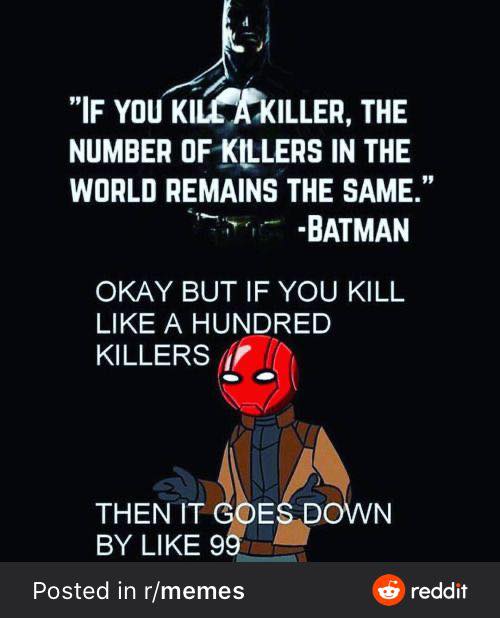 "IF YOU KILL A KILLER, THE
NUMBER OF KILLERS IN THE
WORLD REMAINS THE SAME."
-BATMAN
OKAY BUT IF YOU KILL
LIKE A HUNDRED
KILLERS
THEN IT GOES DOWN
BY LIKE 99
Posted in r/memes
reddit